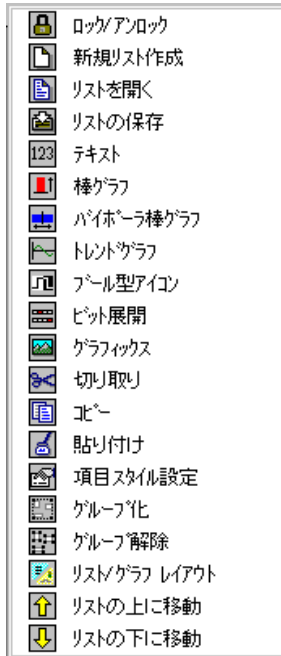 ロック/アンロック
新規リスト作成
リストを開く
リストの保存
123 テキスト
棒グラフ
バイポーラ棒グラフ
トレンドグラフ
ブール型アイコン
ビット展開
グラフィックス
切り取り
コピー
貼り付け
項目スタイル設定
グループ化
グループ解除
リスト/グラフ レイアウト
リストの上に移動
リストの下に移動